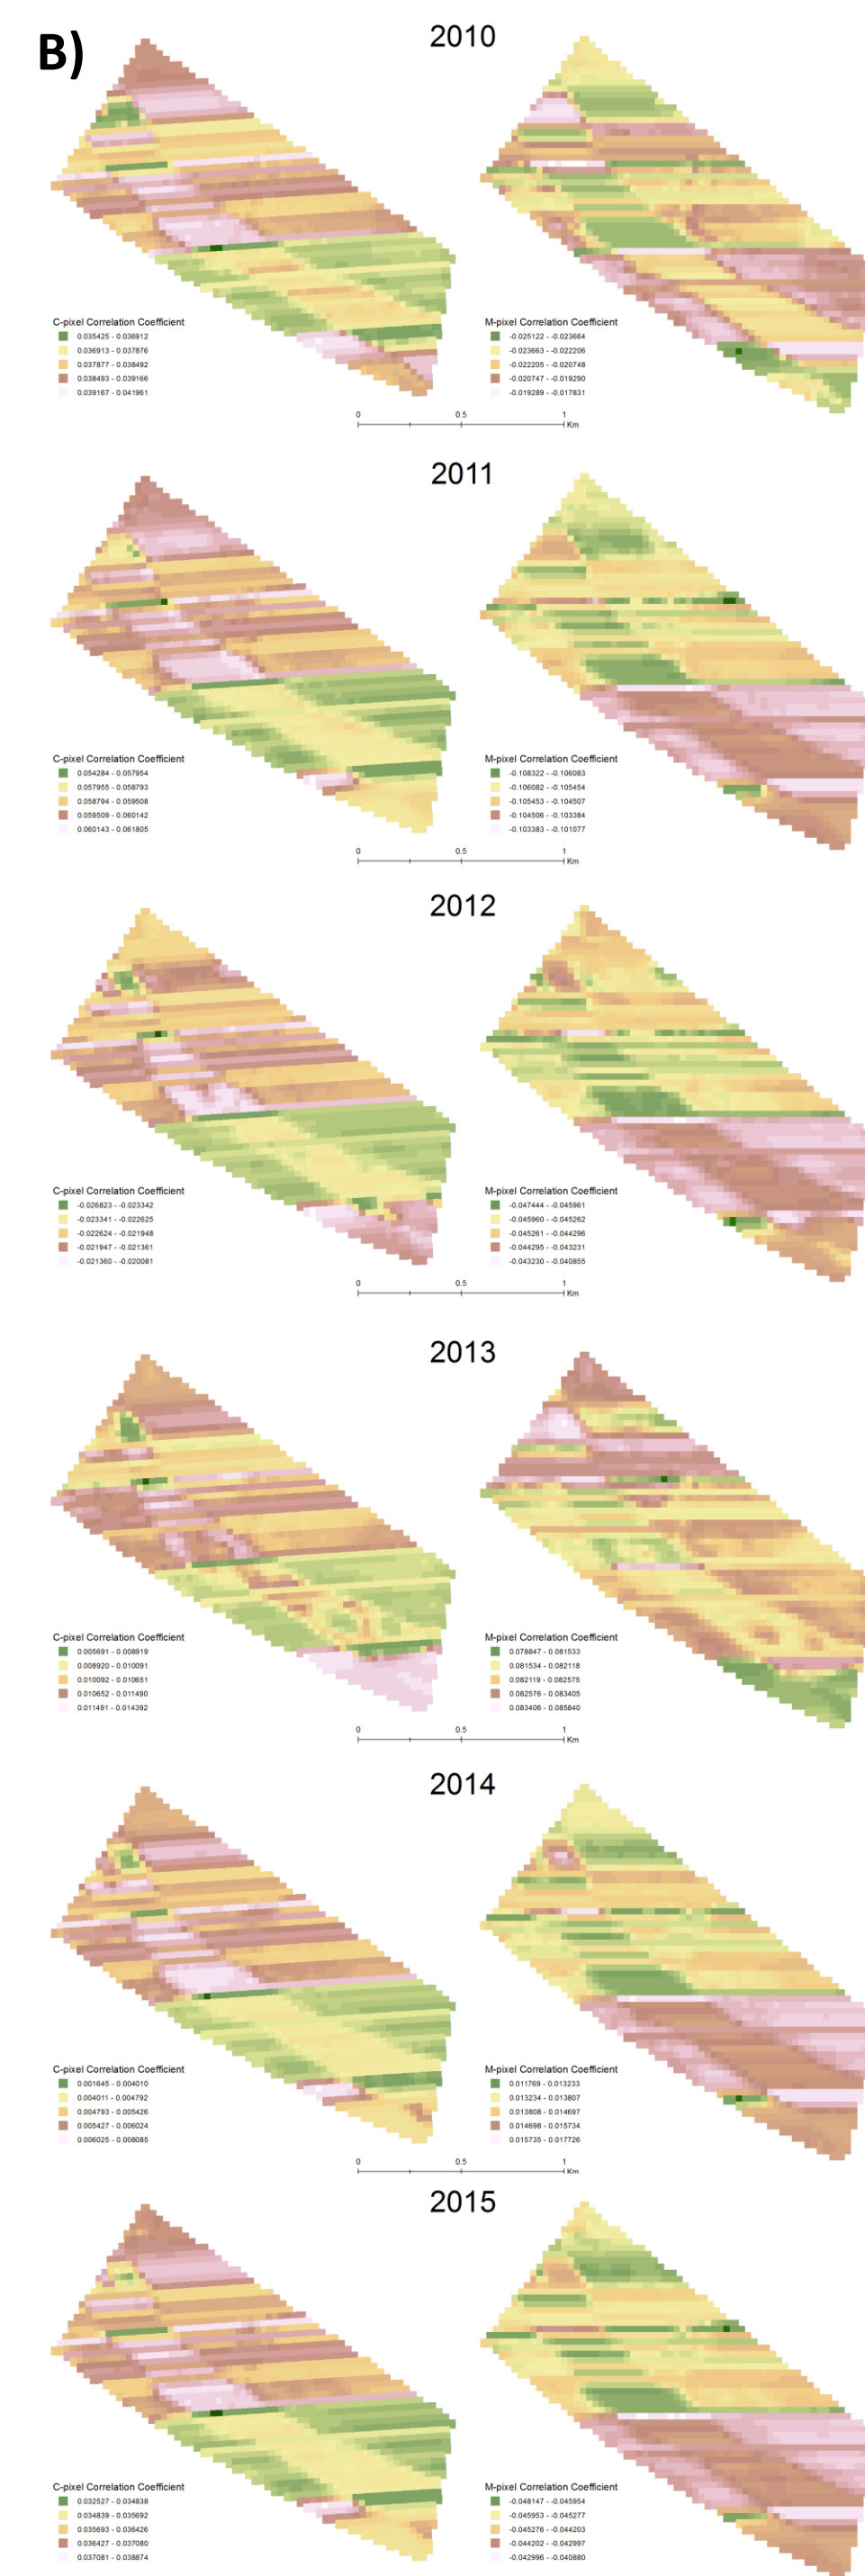 B)
2010
C-pixel Correlation Coefficient
0.035425 - 0.036912
0.036913 - 0.037876
0.037877 - 0.038492
0.038493 - 0.039166
0.039167 - 0.041961
M-pixel Correlation Coefficient
-0.025122 - -0.023664
-0.023663 - -0.022206
-0.022205 - -0.020748
-0.020747 - -0.019290
-0.019289 - -0.017831
0 0.5 1
Km
2011
C-pixel Correlation Coefficient
0.054284 - 0.057954
0.057955 - 0.058793
0.058794 - 0.059508
0.059509 - 0.060142
0.060143 - 0.061805
M-pixel Correlation Coefficient
-0.108322 - -0.106083
-0.106082 - -0.105454
-0.105453 - -0.104507
-0.104506 - -0.103384
-0.103383 - -0.101077
0 0.5 1
Km
2012
C-pixel Correlation Coefficient
-0.026823 - -0.023342
-0.023341 - -0.022625
-0.022624 - -0.021948
-0.021947 - -0.021361
-0.021360 - -0.020081
M-pixel Correlation Coefficient
-0.047444 - -0.045961
-0.045960 - -0.045262
-0.045261 - -0.044296
-0.044295 - -0.043231
-0.043230 - -0.040855
0 0.5 1
Km
2013
C-pixel Correlation Coefficient
0.005691 - 0.008919
0.008920 - 0.010091
0.010092 - 0.010651
0.010652 - 0.011490
0.011491 - 0.014392
M-pixel Correlation Coefficient
0.078847 - 0.081533
0.081534 - 0.082118
0.082119 - 0.082575
0.082576 - 0.083405
0.083406 - 0.085840
0 0.5 1
Km
2014
C-pixel Correlation Coefficient
0.001645 - 0.004010
0.004011 - 0.004792
0.004793 - 0.005426
0.005427 - 0.006024
0.006025 - 0.008085
M-pixel Correlation Coefficient
0.011769 - 0.013233
0.013234 - 0.013807
0.013808 - 0.014697
0.014698 - 0.015734
0.015735 - 0.017726
0 0.5 1
Km
2015
C-pixel Correlation Coefficient
0.032527 - 0.034838
0.034839 - 0.035692
0.035693 - 0.036426
0.036427 - 0.037080
0.037081 - 0.038874
M-pixel Correlation Coefficient
-0.048147 - -0.045954
-0.045953 - -0.045277
-0.045276 - -0.044203
-0.044202 - -0.042997
-0.042996 - -0.040880